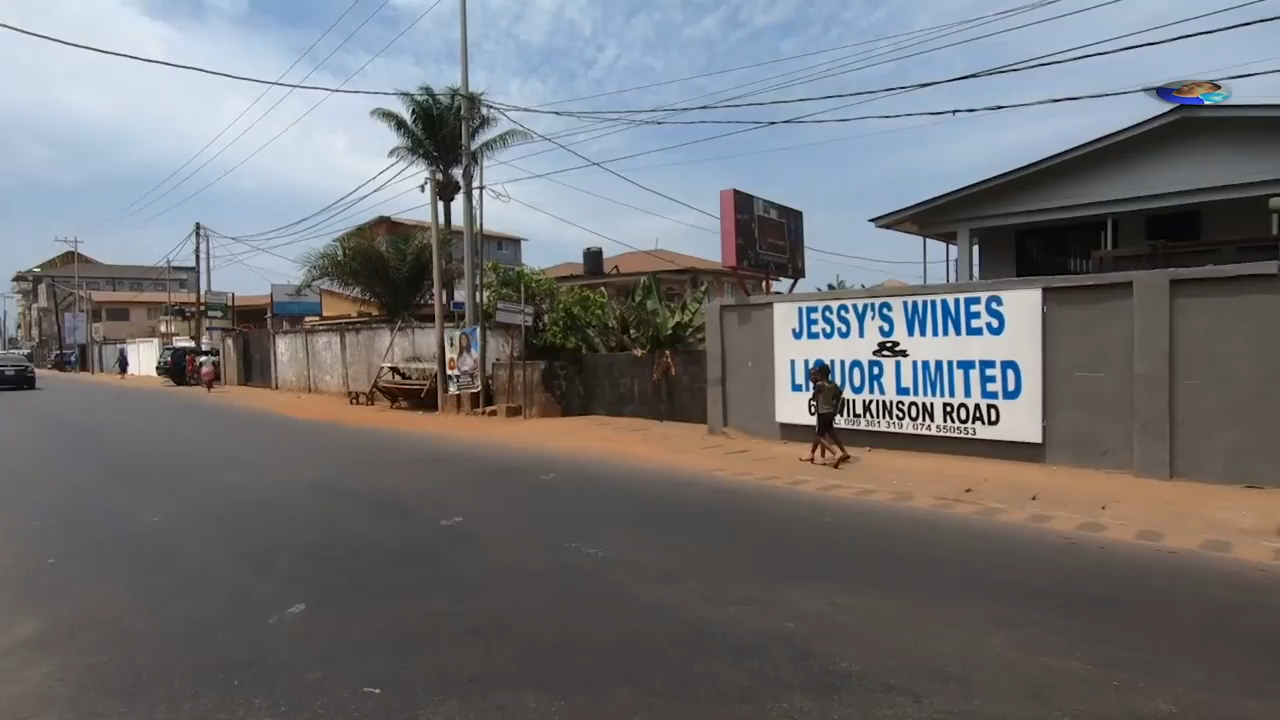 JESSY'S WINES
&
LIQUOR LIMITED
WILKINSON ROAD
099 361 319 / 074 550553